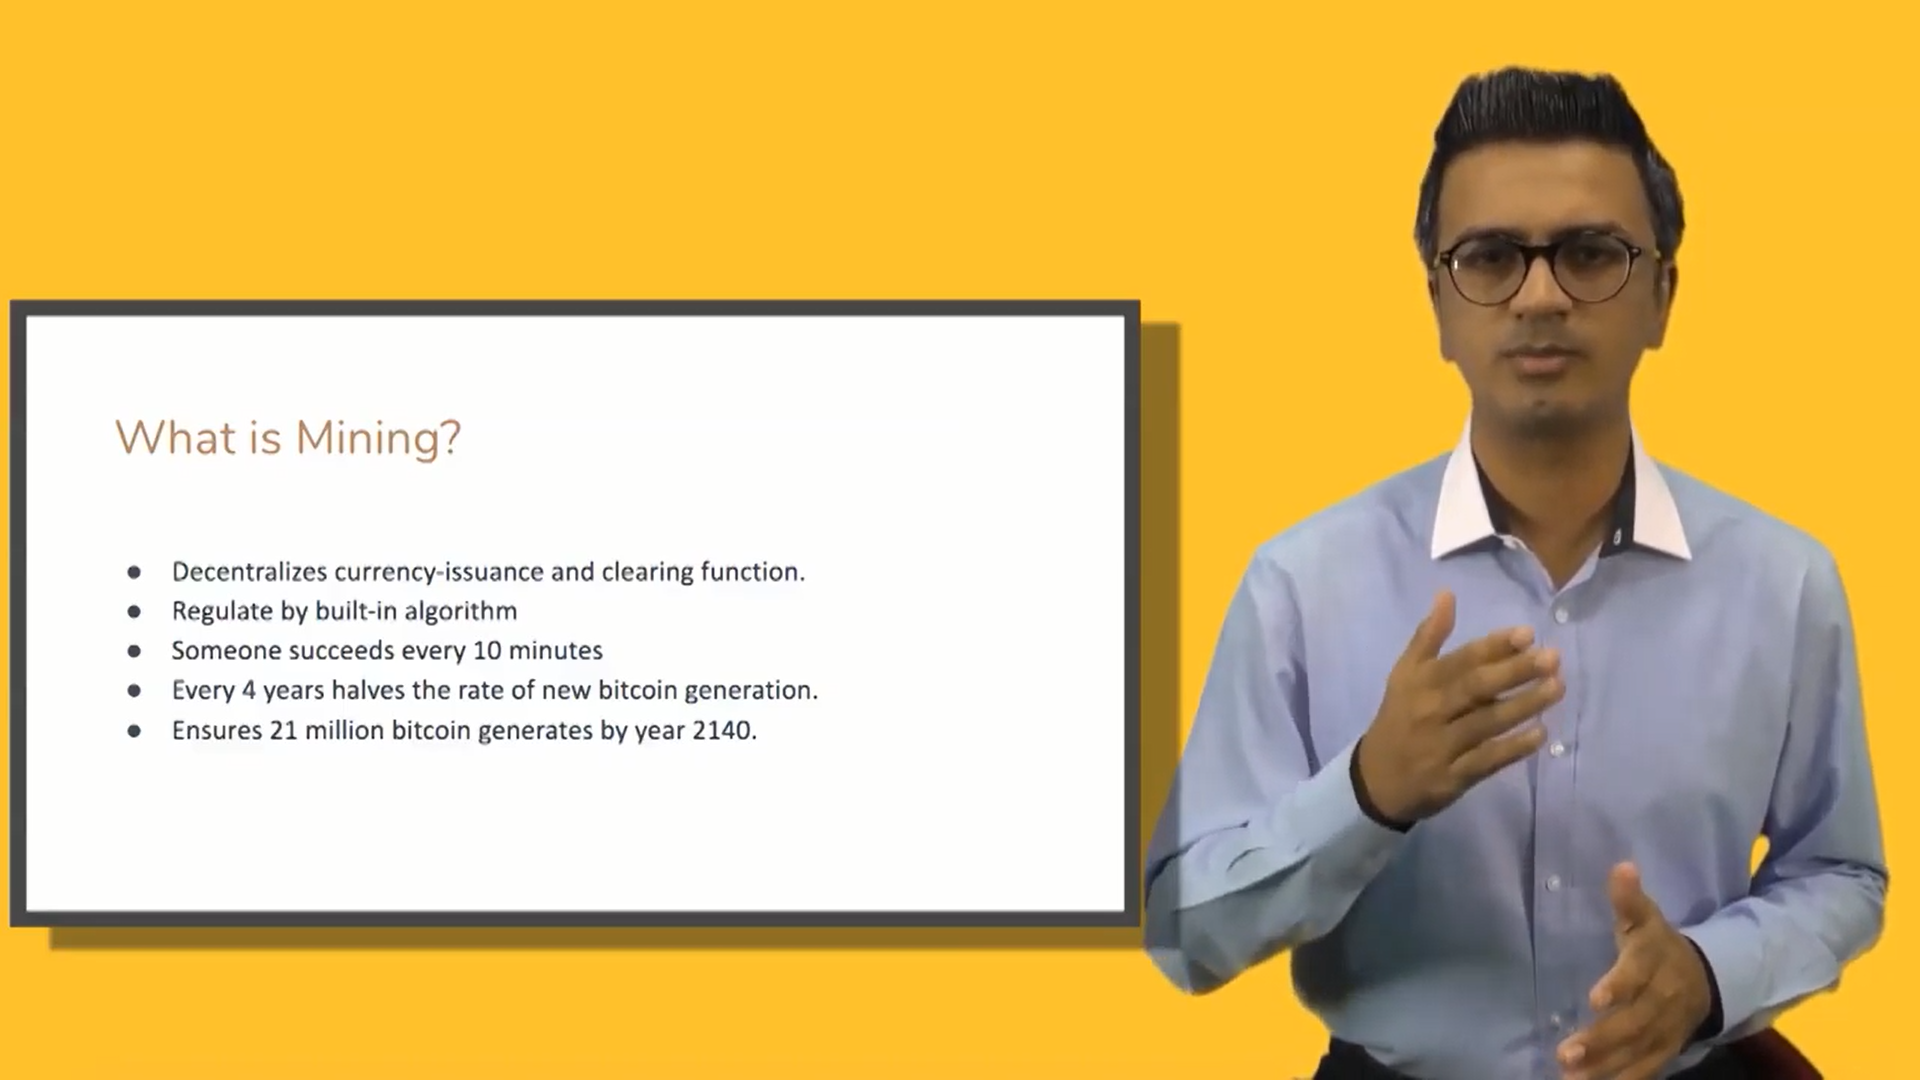 What is Mining?
● Decentralizes currency-issuance and clearing function.
● Regulate by built-in algorithm
● Someone succeeds every 10 minutes
● Every 4 years halves the rate of new bitcoin generation.
● Ensures 21 million bitcoin generates by year 2140.